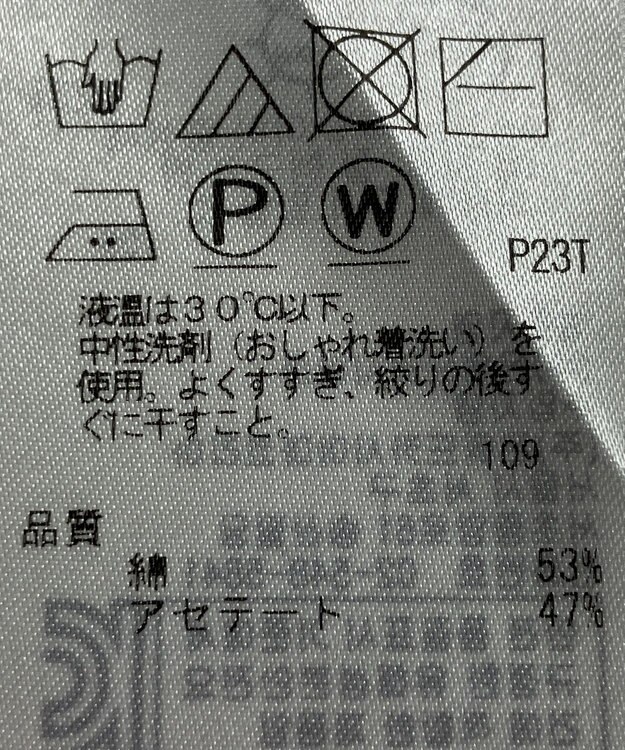 P W
P23T
液温は30℃以下。
中性洗剤（おしゃれ着洗い）を
使用。よくすすぎ、絞りの後す
ぐに干すこと。
109
品質
綿 53%
アセテート 47%